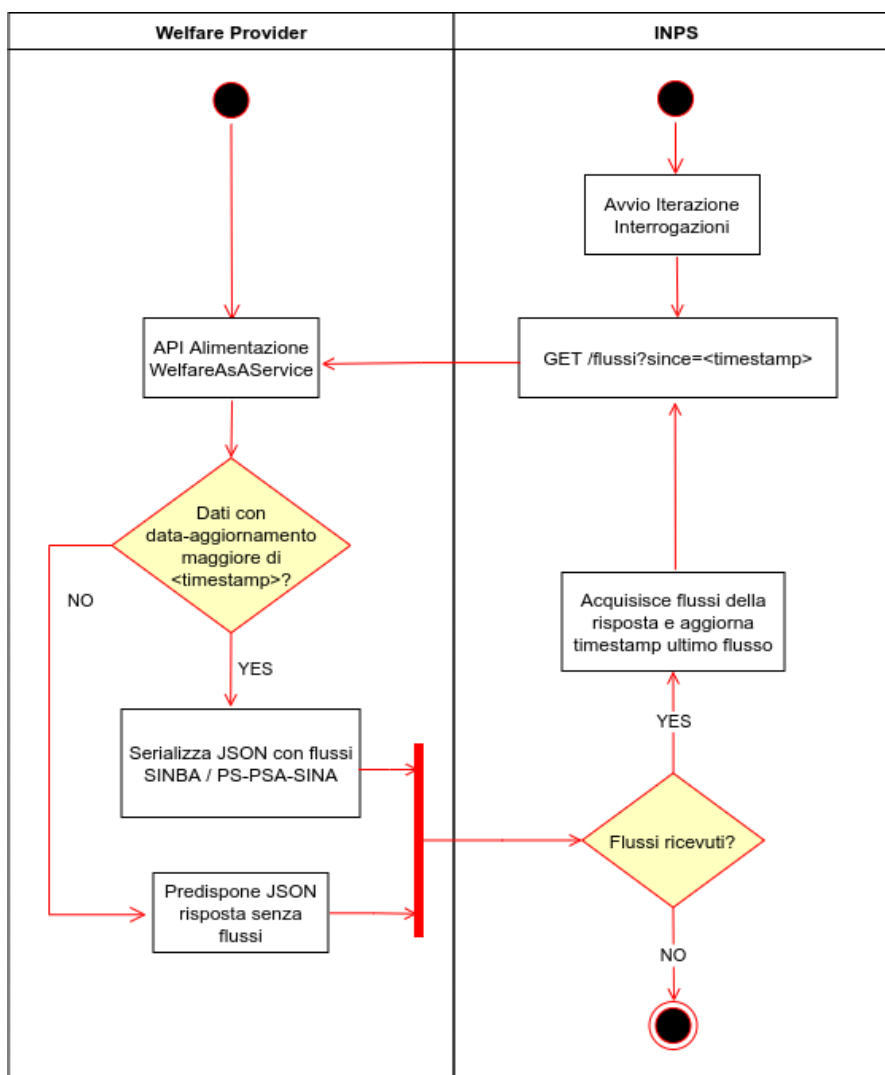 Welfare Provider
INPS
Avvio Iterazione
Interrogazioni
API Alimentazione
WelfareAsAService
GET /flussi?since=<timestamp>
Dati con
data-aggiornamento
maggiore di
<timestamp>?
NO
YES
Acquisisce flussi della
risposta e aggiorna
timestamp ultimo flusso
YES
Serializza JSON con flussi
SINBA / PS-PSA-SINA
Flussi ricevuti?
Predispone JSON
risposta senza
flussi
NO